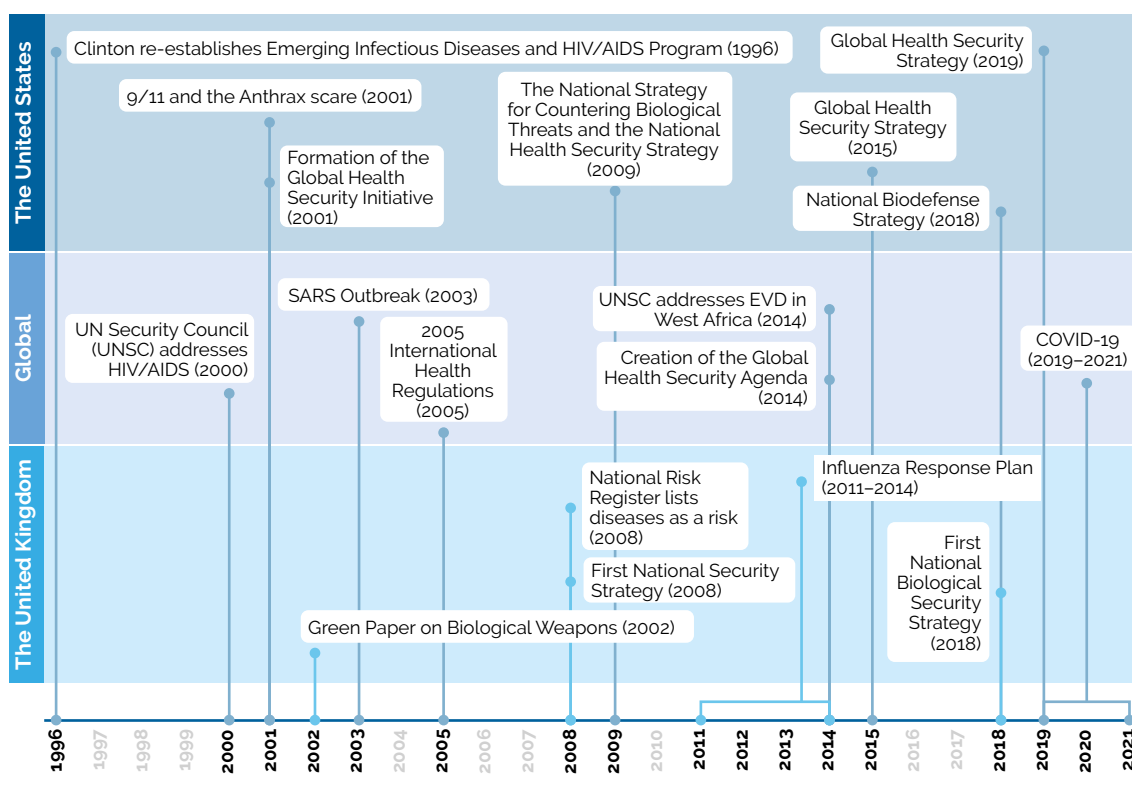 The United States
Clinton re-establishes Emerging Infectious Diseases and HIV/AIDS Program (1996)
9/11 and the Anthrax scare (2001)
Formation of the
Global Health
Security Initiative
(2001)
The National Strategy
for Countering Biological
Threats and the National
Health Security Strategy
(2009)
Global Health Security
Strategy (2019)
Global Health
Security Strategy
(2015)
National Biodefense
Strategy (2018)
Global
UN Security Council
(UNSC) addresses
HIV/AIDS (2000)
SARS Outbreak (2003)
2005
International
Health
Regulations
(2005)
UNSC addresses EVD in
West Africa (2014)
Creation of the Global
Health Security Agenda
(2014)
COVID-19
(2019–2021)
The United Kingdom
Green Paper on Biological Weapons (2002)
National Risk
Register lists
diseases as a risk
(2008)
First National Security
Strategy (2008)
Influenza Response Plan
(2011–2014)
First
National
Biological
Security
Strategy
(2018)
1996
1997
1998
1999
2000
2001
2002
2003
2004
2005
2006
2007
2008
2009
2010
2011
2012
2013
2014
2015
2016
2017
2018
2019
2020
2021